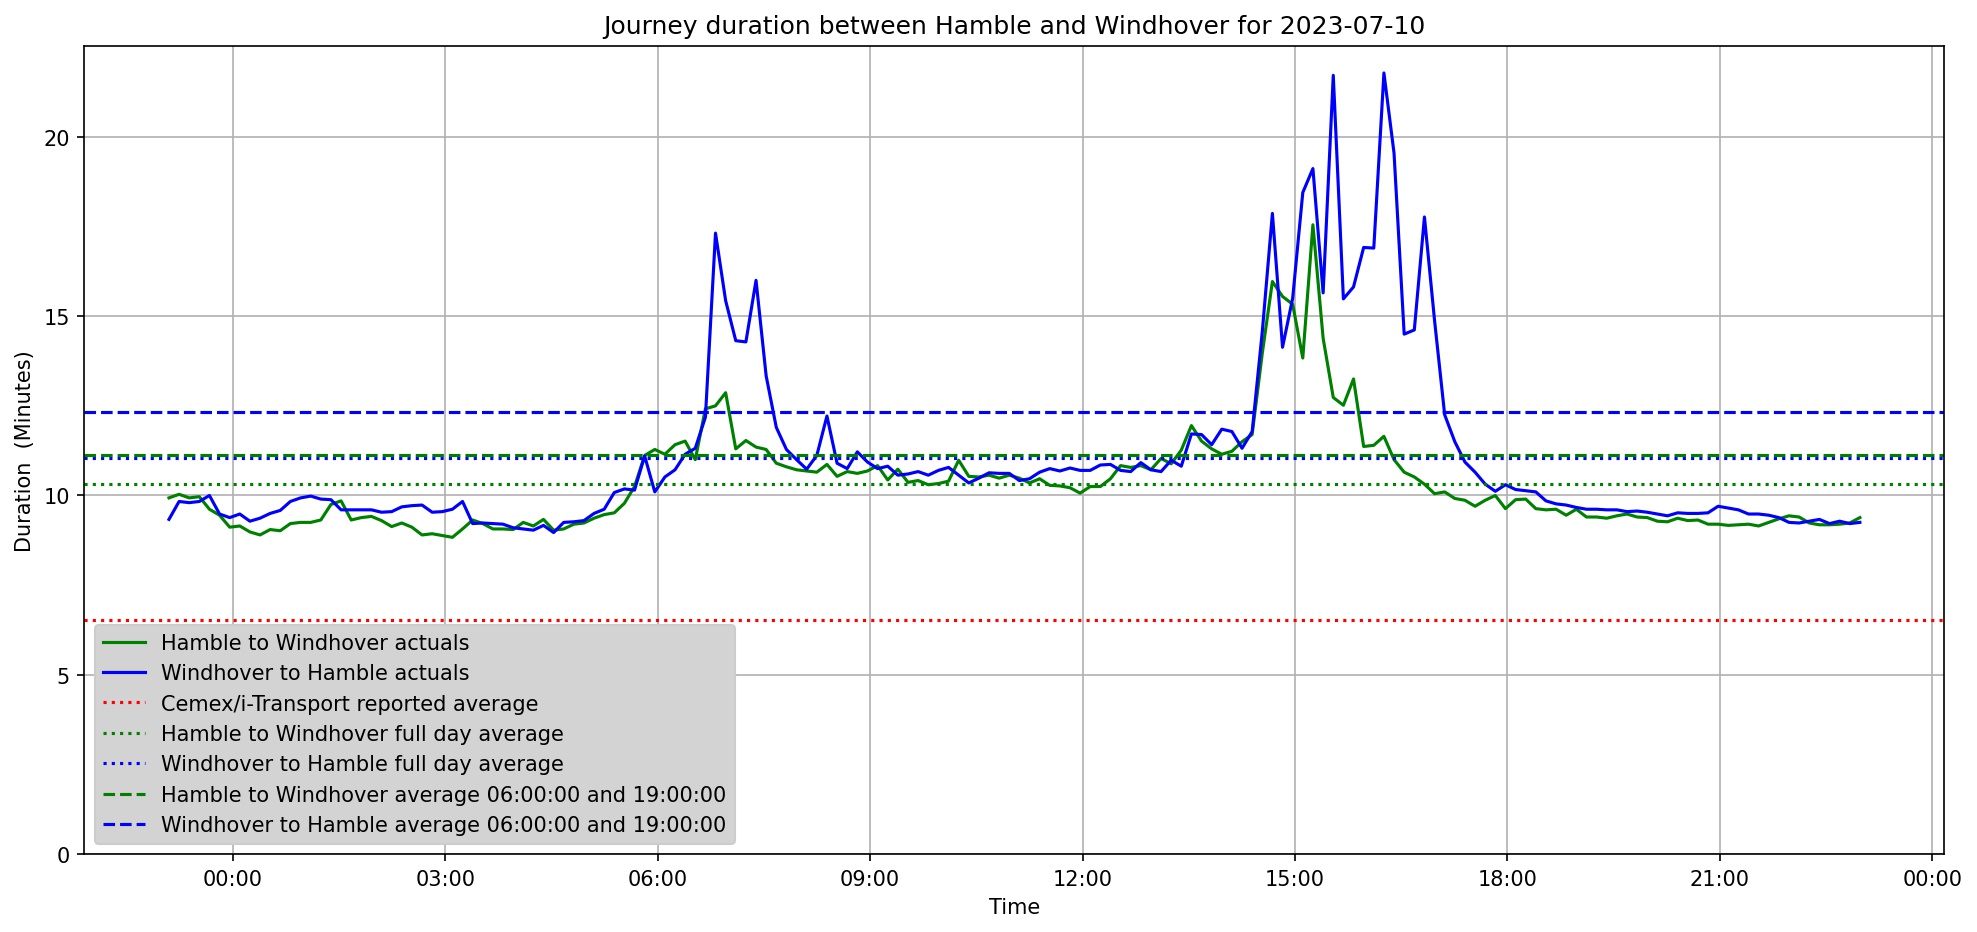 Journey duration between Hamble and Windhover for 2023-07-10
Duration (Minutes)
20
15
10
5
0
Hamble to Windhover actuals
Windhover to Hamble actuals
Cemex/i-Transport reported average
Hamble to Windhover full day average
Windhover to Hamble full day average
Hamble to Windhover average 06:00:00 and 19:00:00
Windhover to Hamble average 06:00:00 and 19:00:00
00:00 03:00 06:00 09:00 12:00 15:00 18:00 21:00 00:00
Time